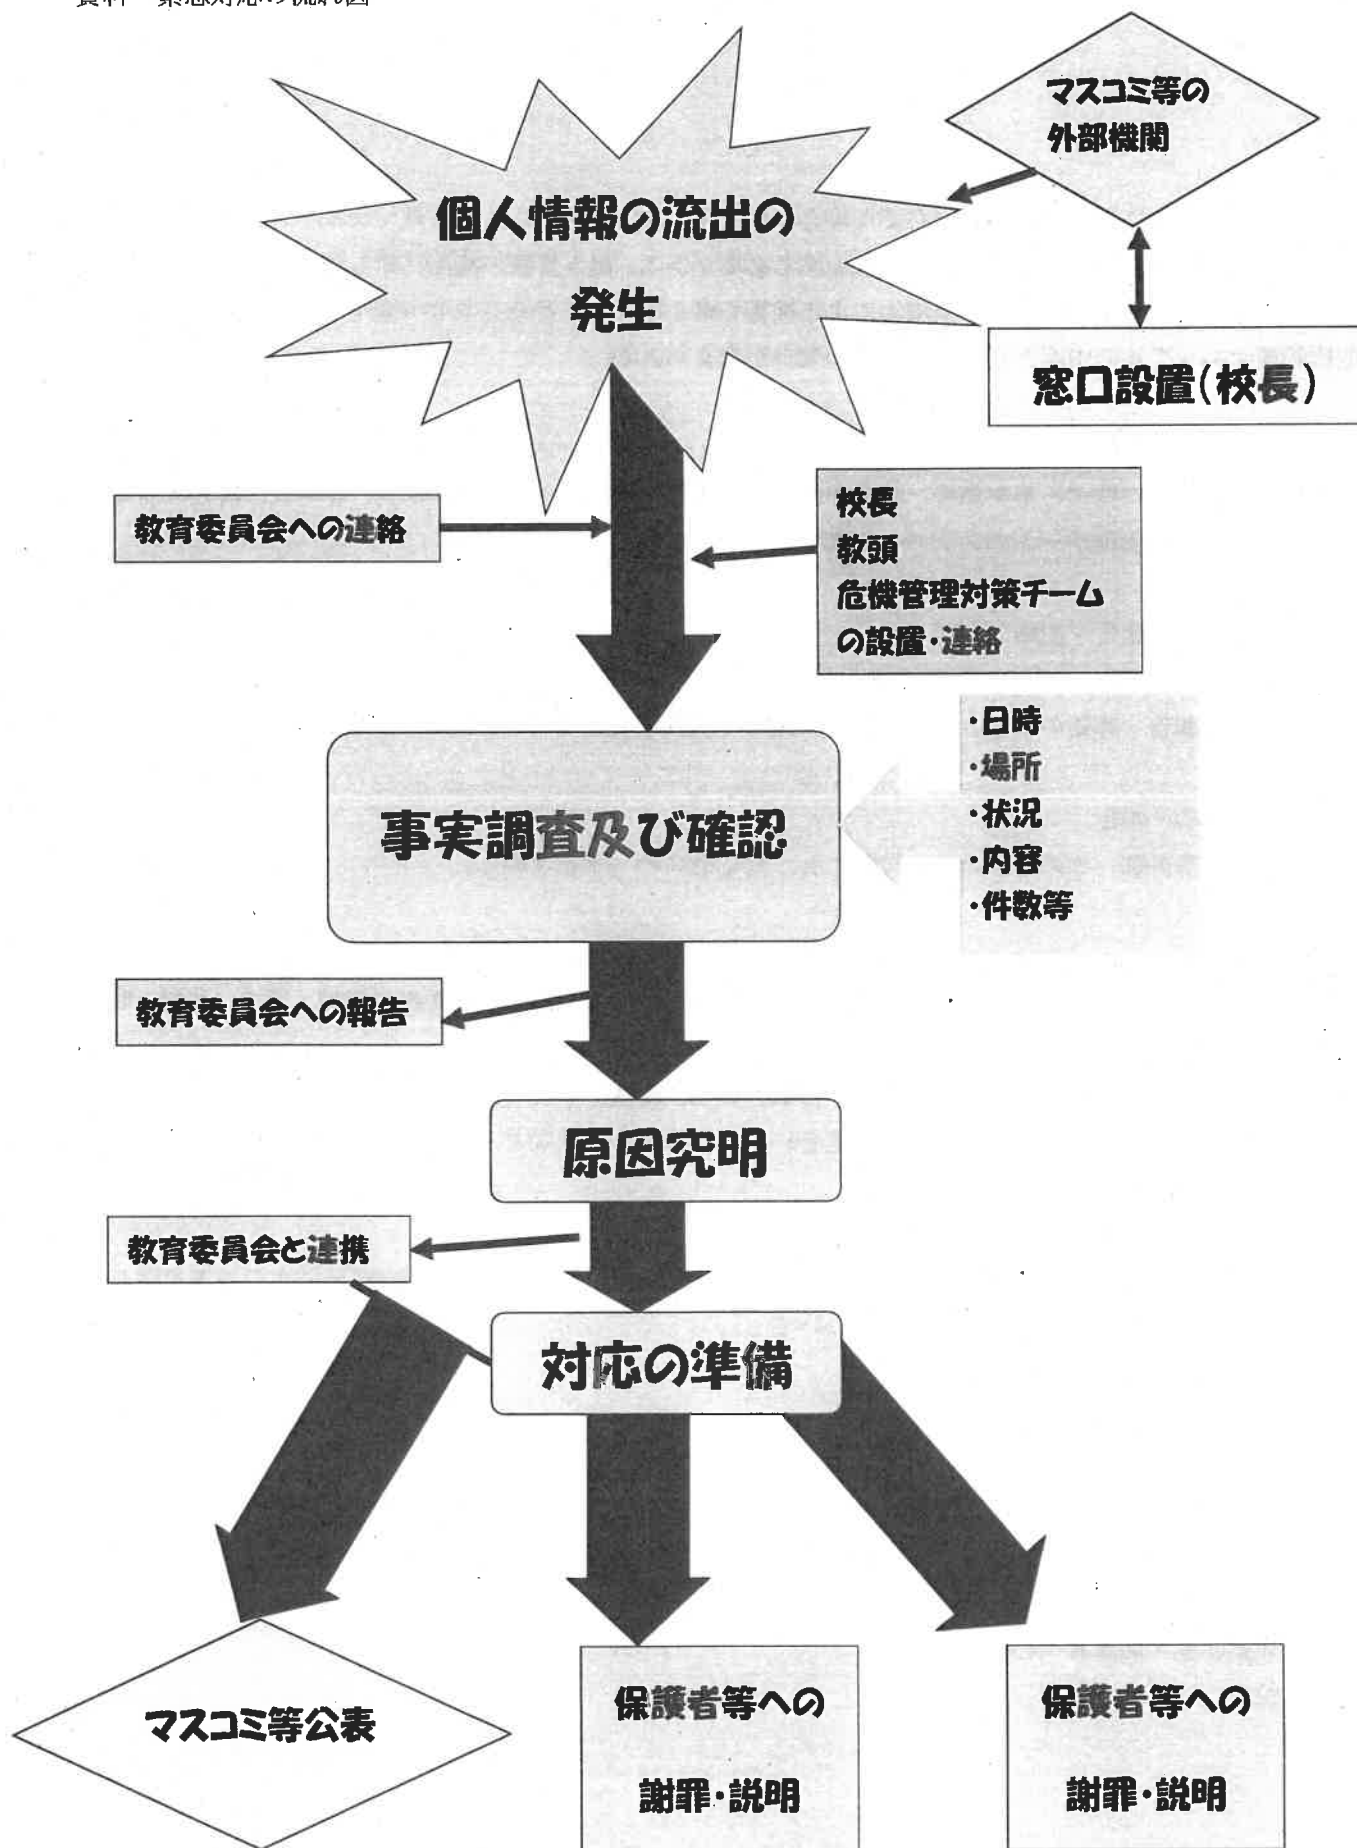 マスコミ等の
外部機関
個人情報の流出の
発生
窓口設置(校長)
教育委員会への連絡
校長
教頭
危機管理対策チーム
の設置・連絡
・日時
・場所
・状況
・内容
・件数等
事実調査及び確認
教育委員会への報告
原因究明
教育委員会と連携
対応の準備
マスコミ等公表
保護者等への
謝罪・説明
保護者等への
謝罪・説明